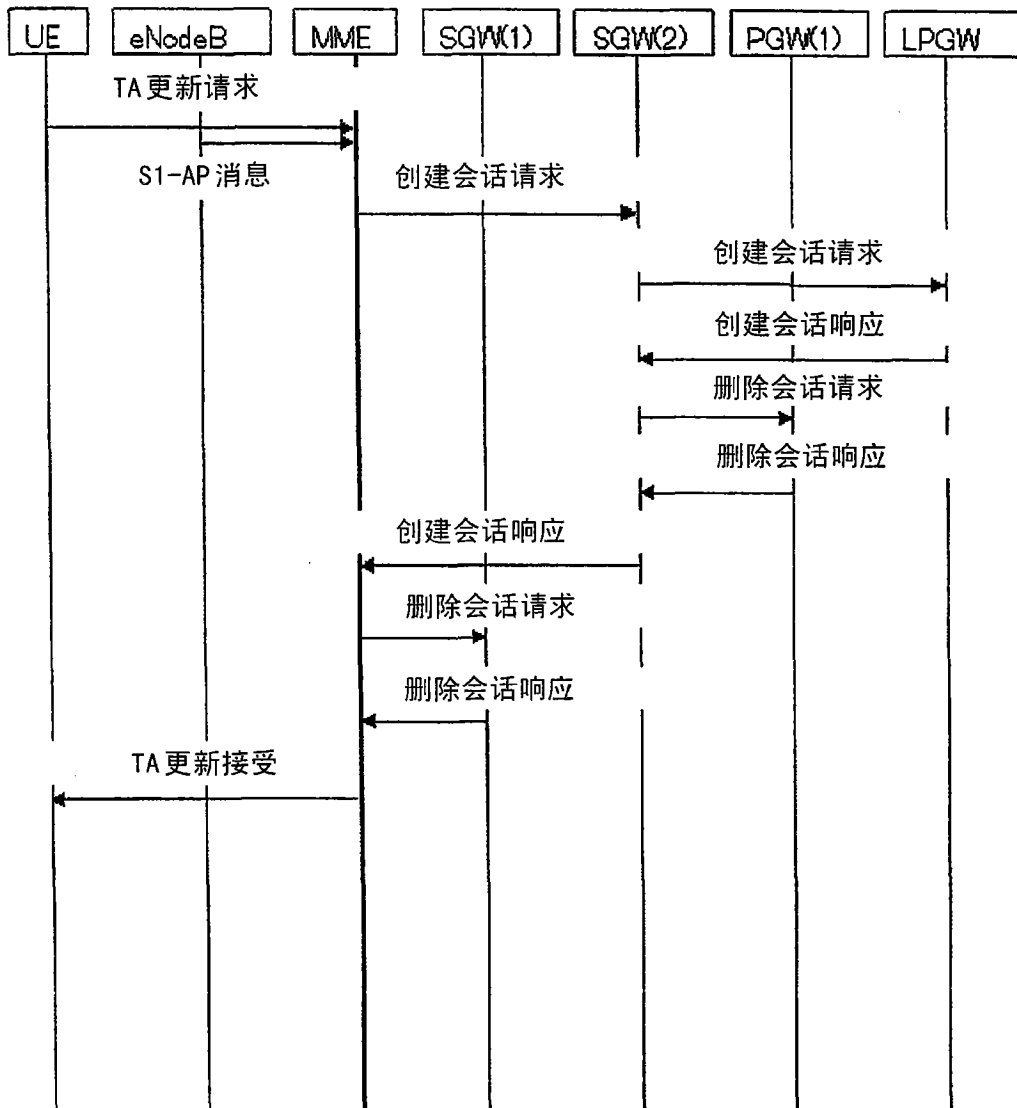 UE eNodeB MME SGW(1) SGW(2) PGW(1) LPGW
TA更新请求
S1-AP消息
创建会话请求
创建会话请求
创建会话响应
删除会话请求
删除会话响应
创建会话响应
删除会话请求
删除会话响应
TA更新接受